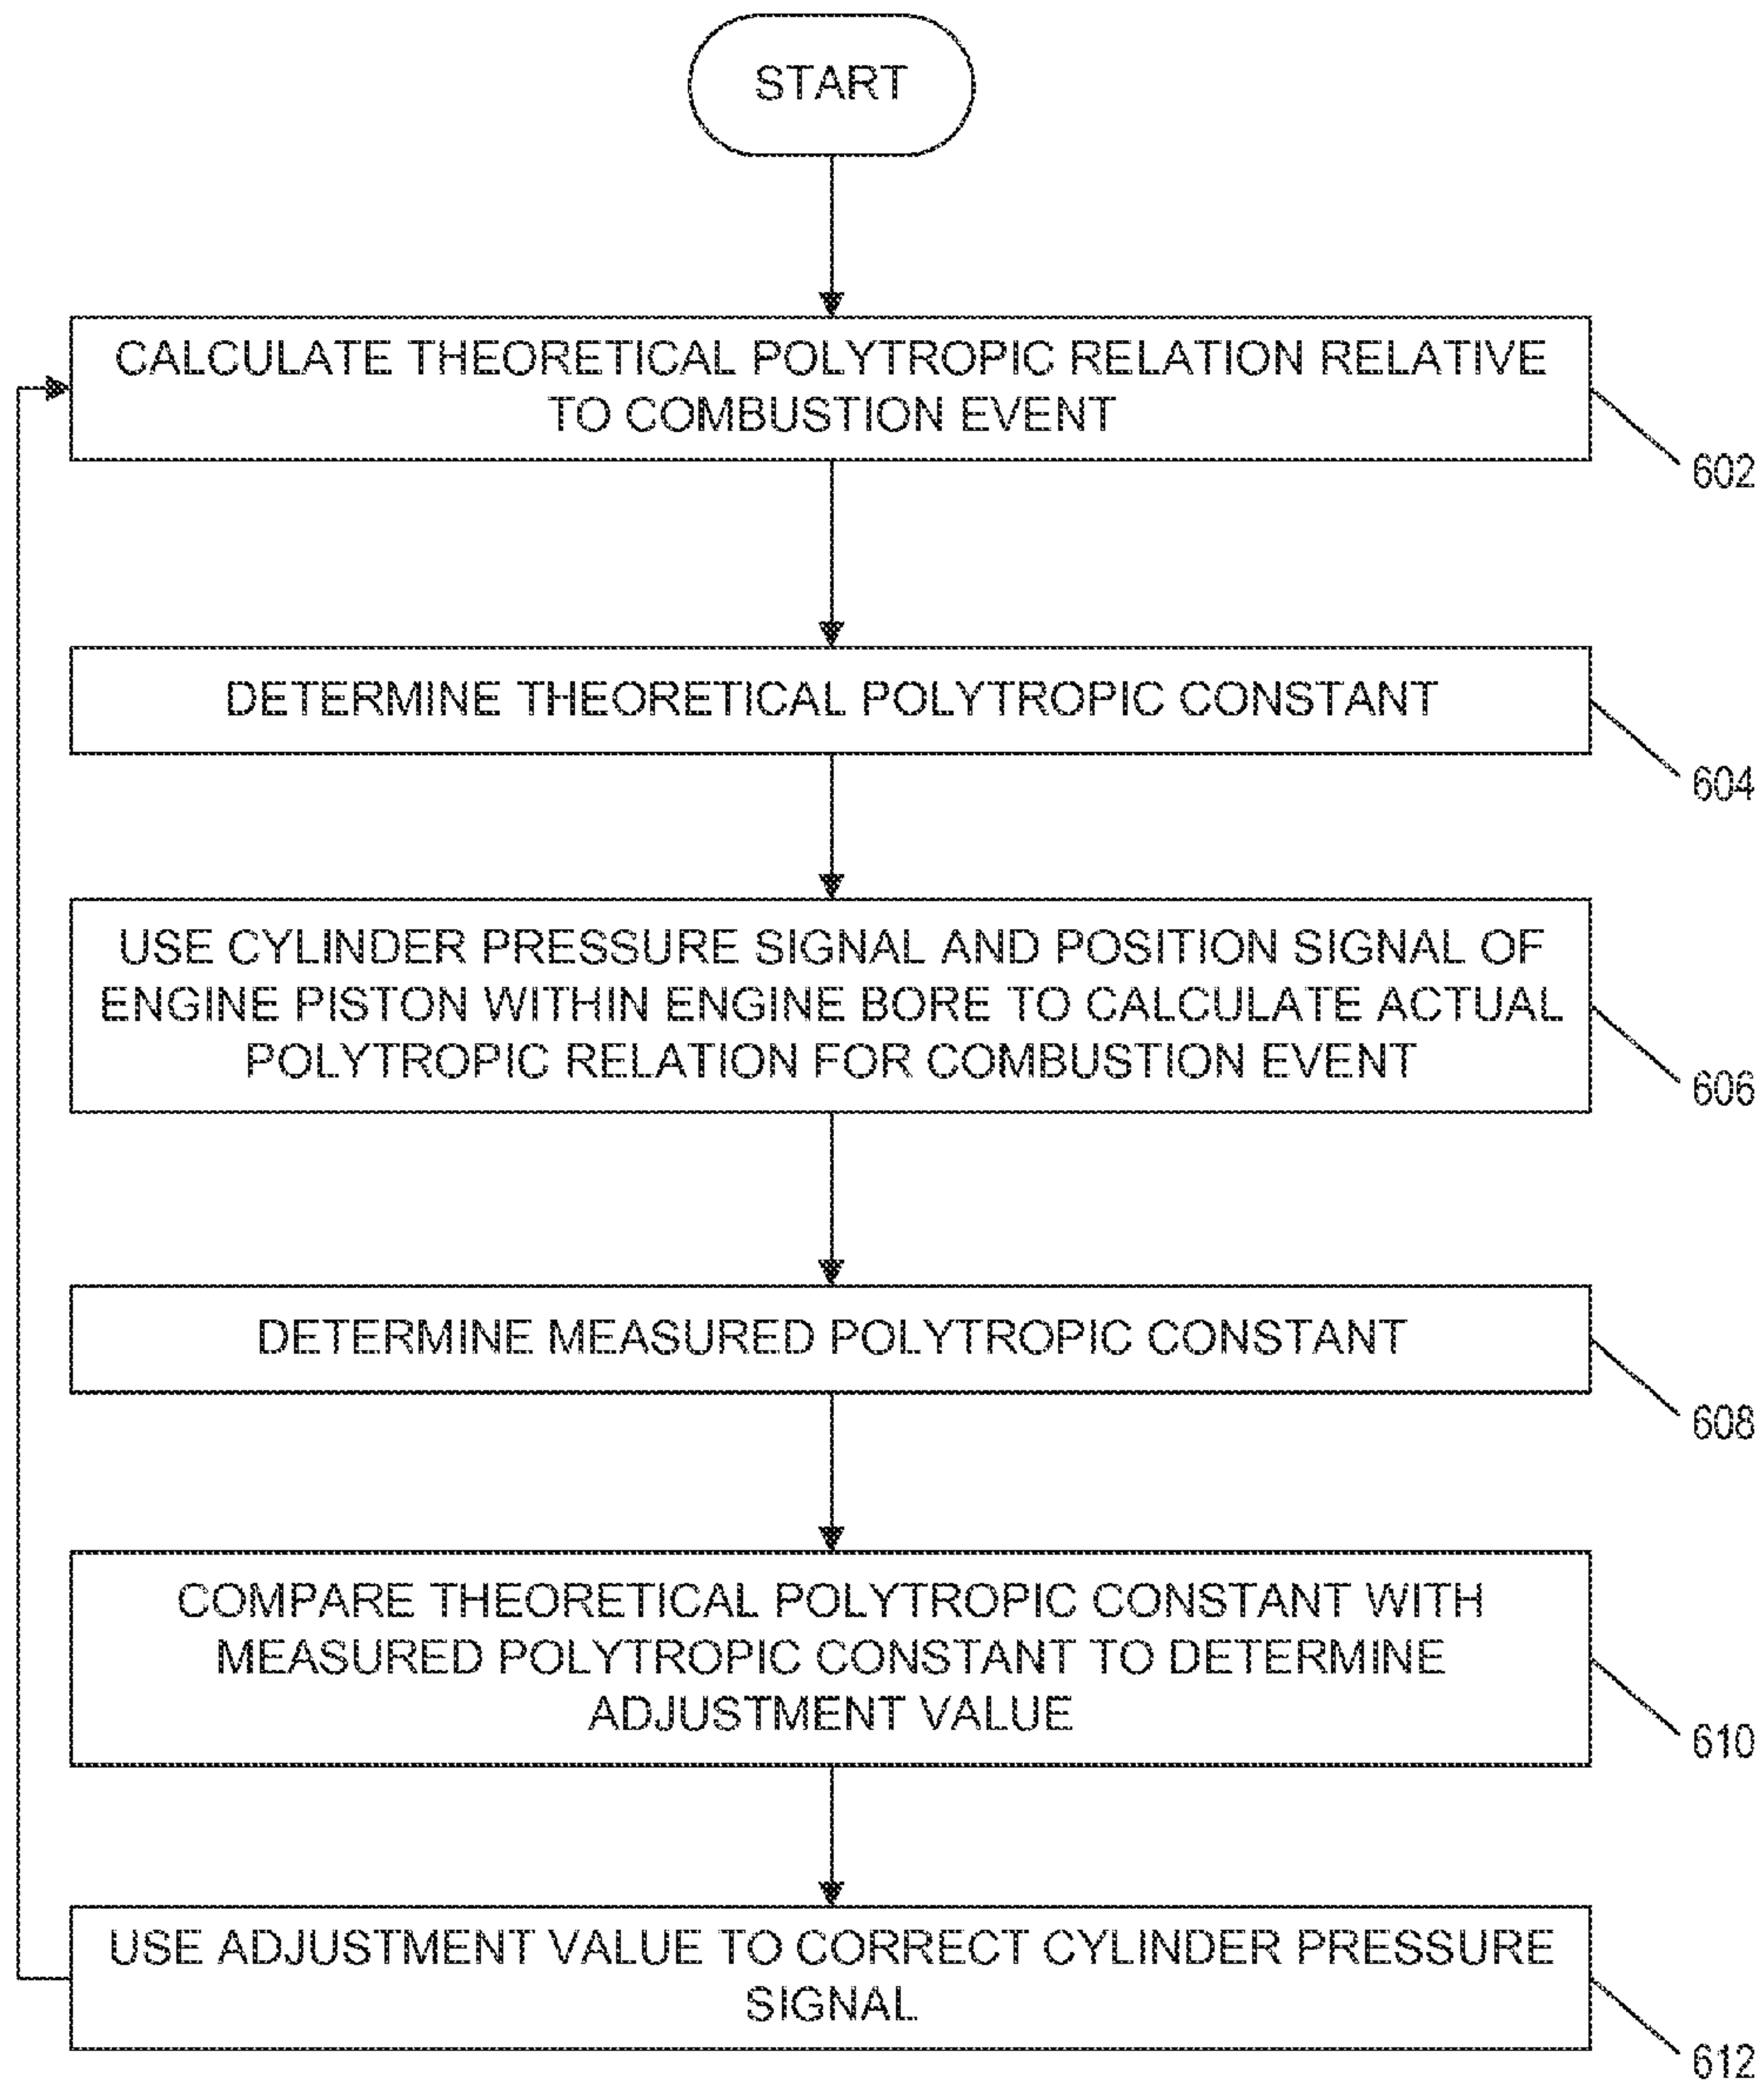 START
CALCULATE THEORETICAL POLYTROPIC RELATION RELATIVE
TO COMBUSTION EVENT
602
DETERMINE THEORETICAL POLYTROPIC CONSTANT
604
USE CYLINDER PRESSURE SIGNAL AND POSITION SIGNAL OF
ENGINE PISTON WITHIN ENGINE BORE TO CALCULATE ACTUAL
POLYTROPIC RELATION FOR COMBUSTION EVENT
606
DETERMINE MEASURED POLYTROPIC CONSTANT
608
COMPARE THEORETICAL POLYTROPIC CONSTANT WITH
MEASURED POLYTROPIC CONSTANT TO DETERMINE
ADJUSTMENT VALUE
610
USE ADJUSTMENT VALUE TO CORRECT CYLINDER PRESSURE
SIGNAL
612